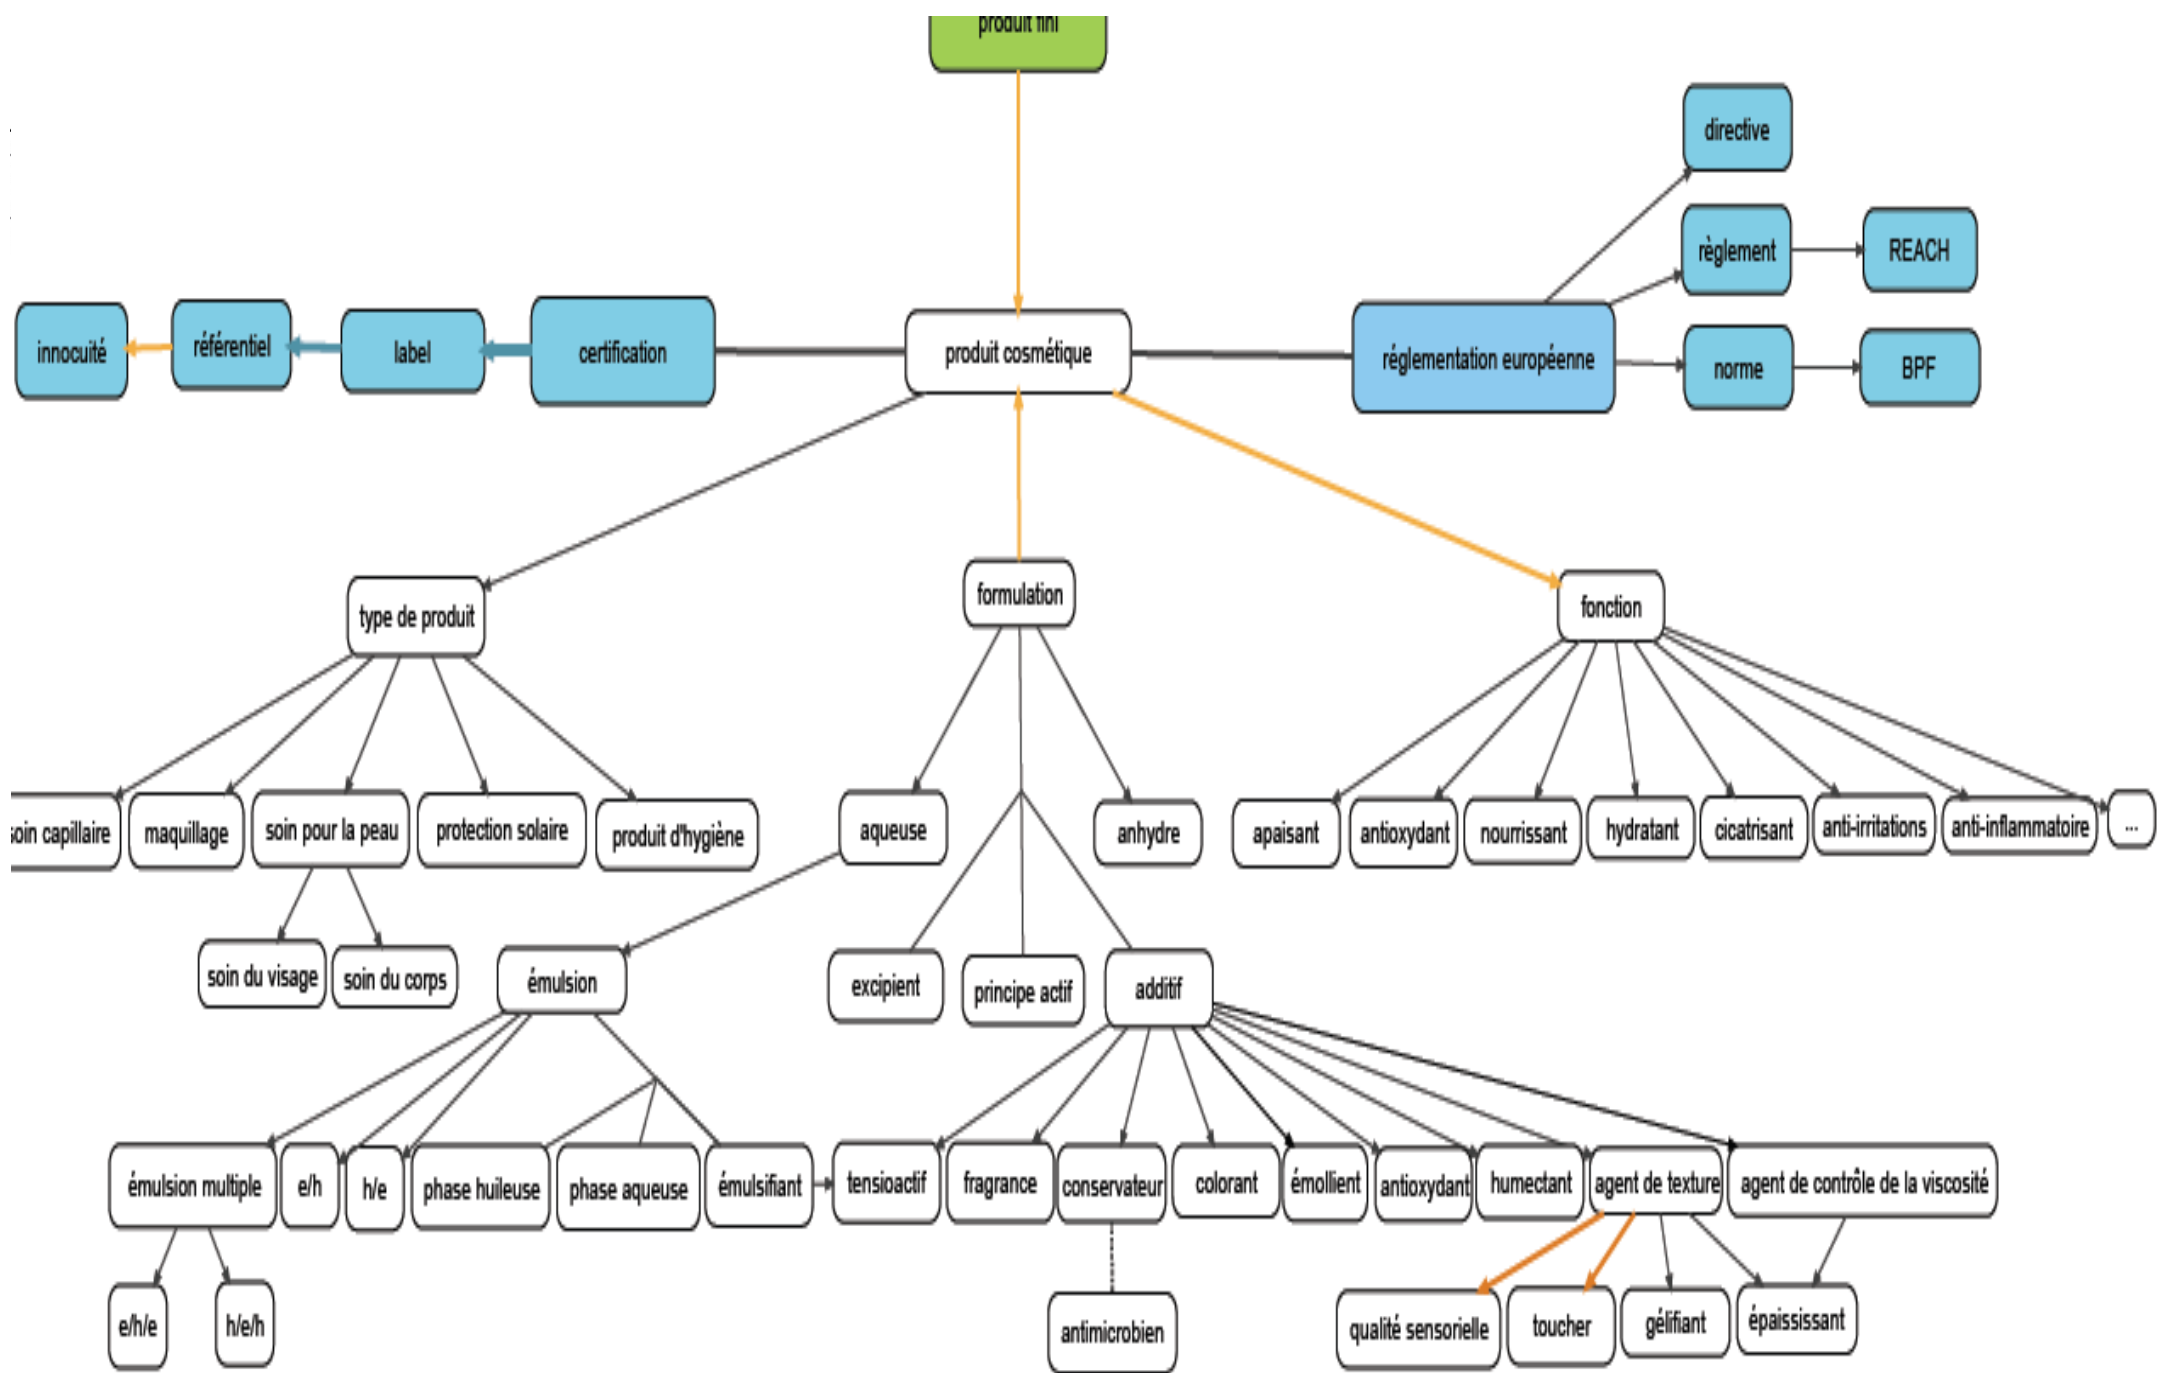 produit fini
directive
règlement
REACH
innocuité
référentiel
label
certification
produit cosmétique
réglementation européenne
norme
BPF
type de produit
formulation
fonction
soin capillaire
maquillage
soin pour la peau
protection solaire
produit d'hygiène
aqueuse
anhydre
apaisant
antioxydant
nourrissant
hydratant
cicatrisant
anti-irritations
anti-inflammatoire
...
soin du visage
soin du corps
émulsion
excipient
principe actif
additif
émulsion multiple
e/h
h/e
phase huileuse
phase aqueuse
émulsifiant
tensioactif
fragrance
conservateur
colorant
émollient
antioxydant
humectant
agent de texture
agent de contrôle de la viscosité
e/h/e
h/e/h
antimicrobien
qualité sensorielle
toucher
gélifiant
épaississant